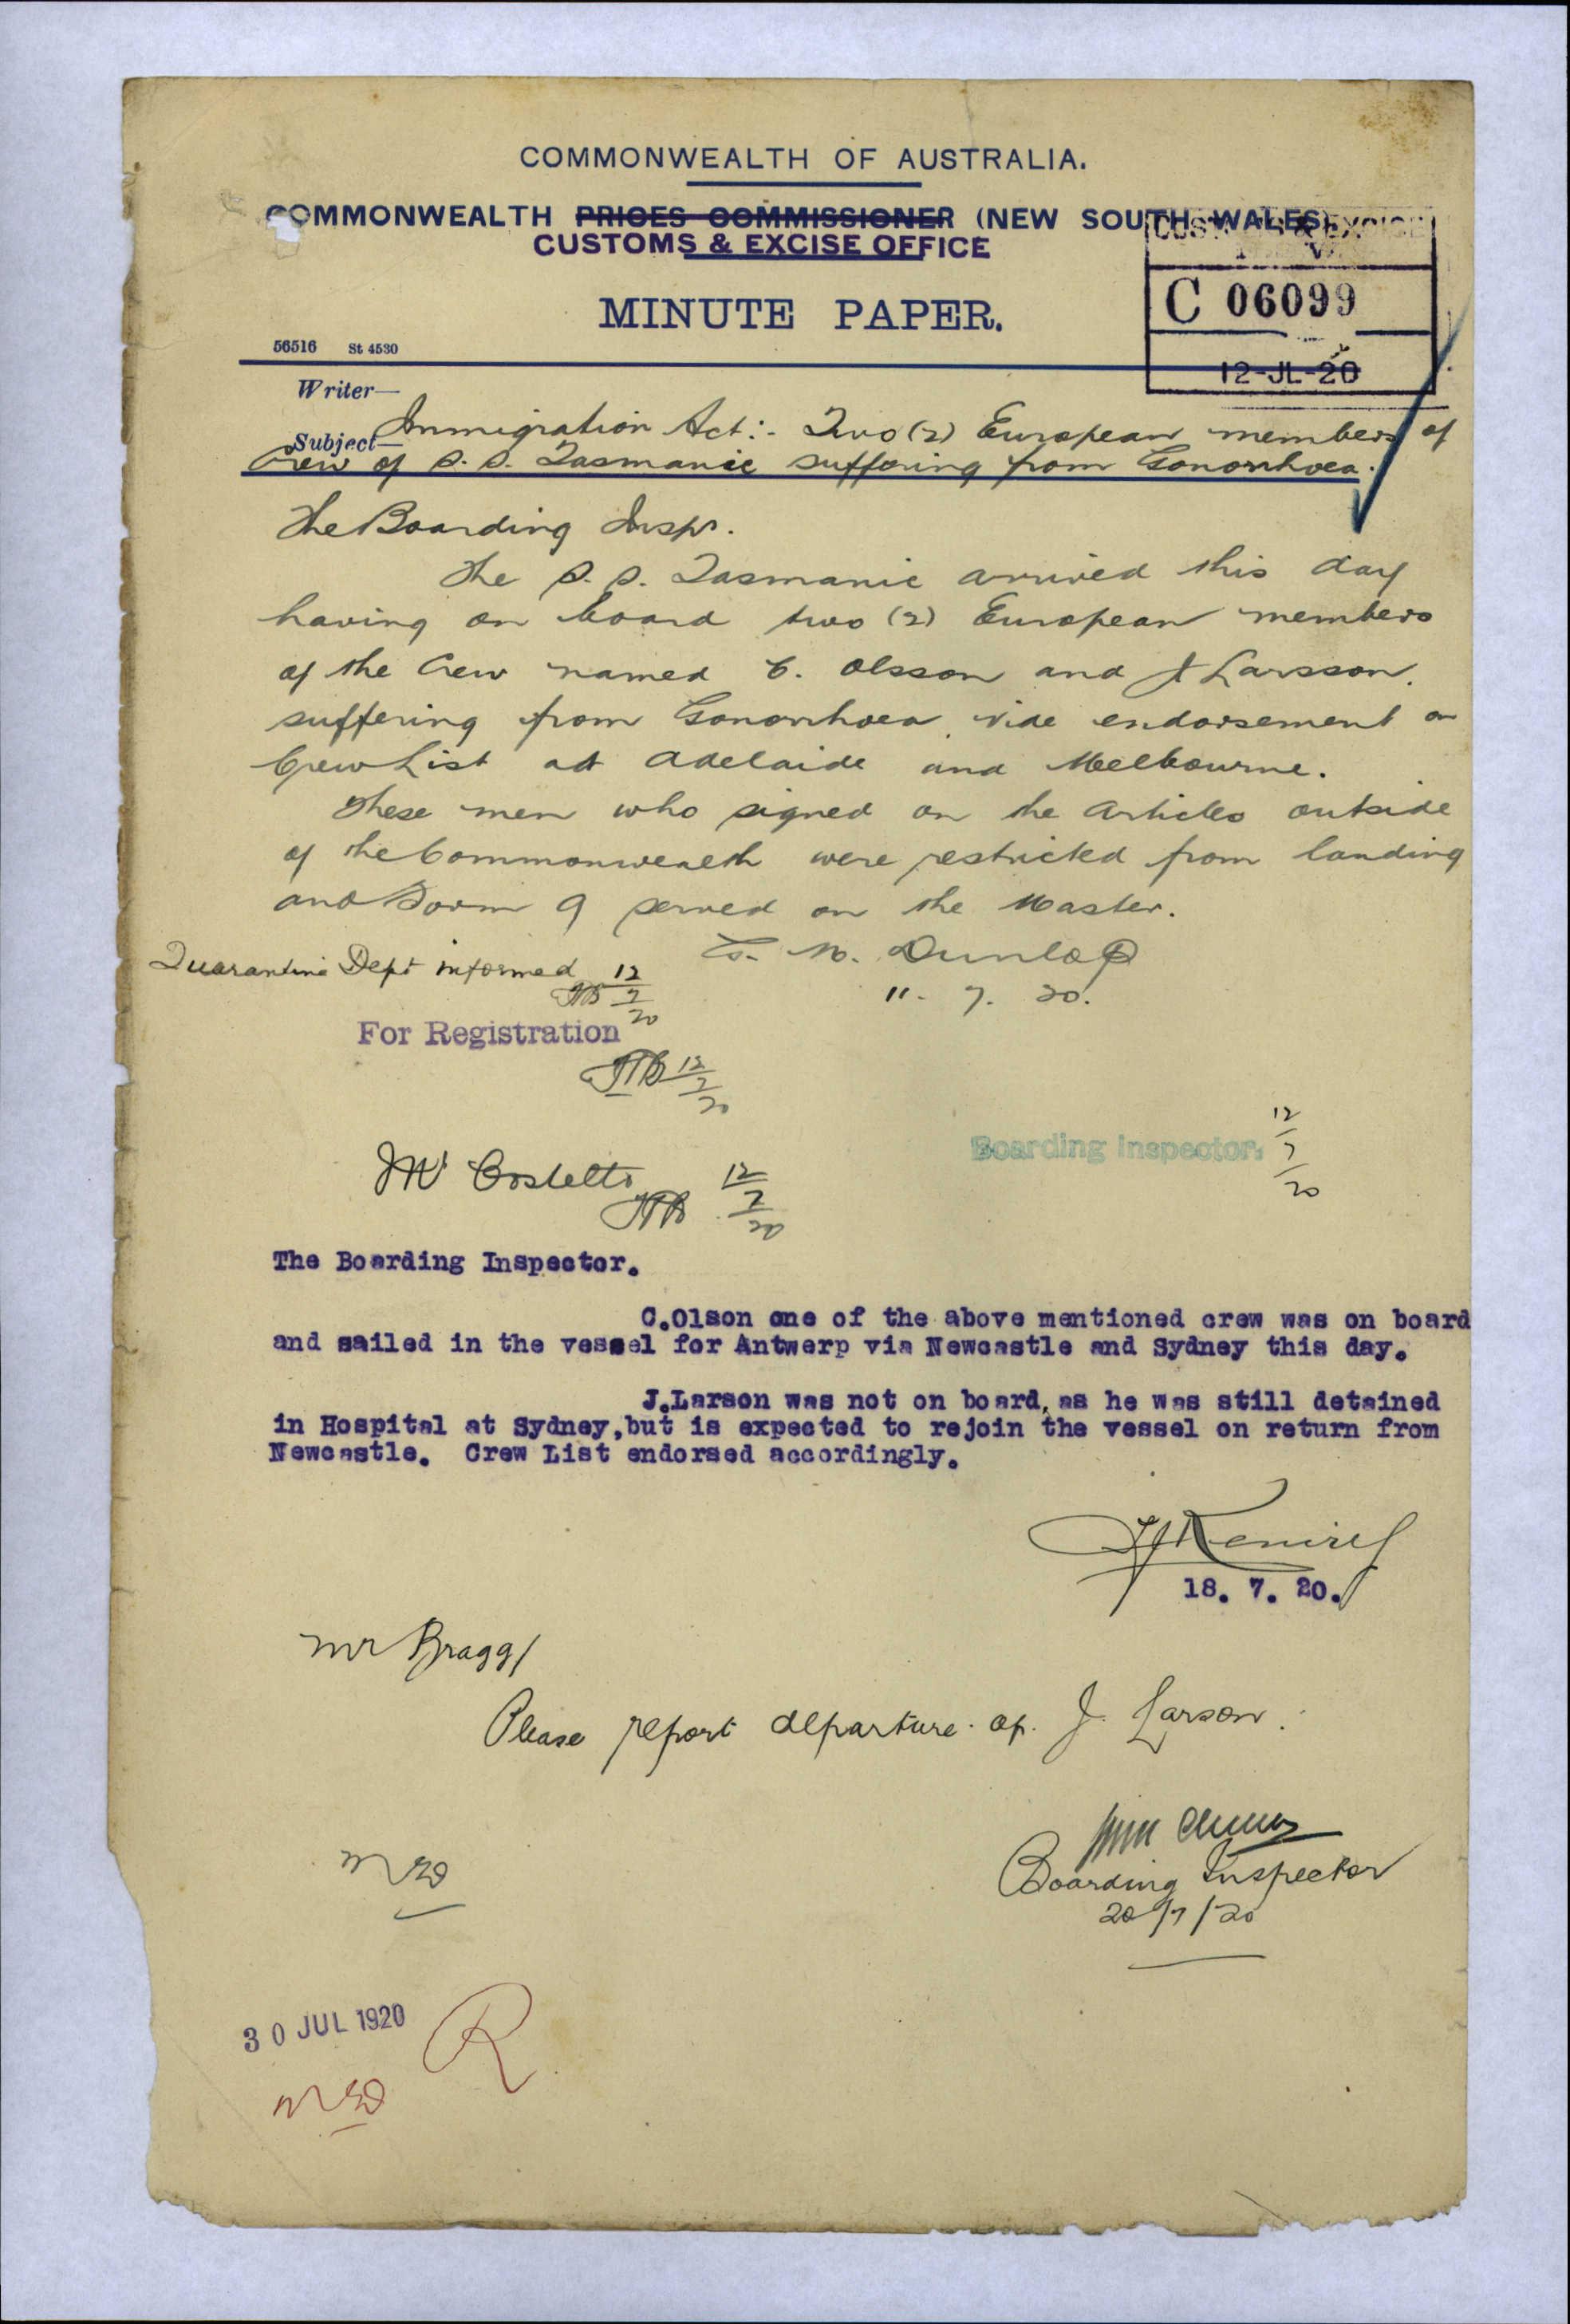 COMMONWEALTH OF AUSTRALIA.
COMMONWEALTH PRICES COMMISSIONER (NEW SOUTH WALES)
CUSTOMS & EXCISE OFFICE
CUSTOMS & EXCISE
MINUTE PAPER.
C 06099
56516 St 4530
12-JL-20
Writer—
Subject— Immigration Act:- Two (2) European members of
Crew of S.S. Tasmanic suffering from Gonorrhoea.
The Boarding Inspr.
The S.S. Tasmanic arrived this day
having on board two (2) European members
of the Crew named C. Olsson and J Larsson.
suffering from Gonorrhoea vide endorsement on
Crew List at Adelaide and Melbourne.
These men who signed on the Articles outside
of the Commonwealth were restricted from landing
and Form 9 served on the Master.
M. Dunlop
11. 7. 20.
Quarantine Dept informed 12/7/20
For Registration
12/7/20
Boarding Inspector. 12/7/20
Mr Costello
12/7/20
The Boarding Inspector.
C.Olson one of the above mentioned crew was on board
and sailed in the vessel for Antwerp via Newcastle and Sydney this day.
J.Larson was not on board, as he was still detained
in Hospital at Sydney,but is expected to rejoin the vessel on return from
Newcastle. Crew List endorsed accordingly.
18. 7. 20.
Mr Bragg/
Please report departure of J. Larson.
Boarding Inspector
20/7/20
30 JUL 1920
R